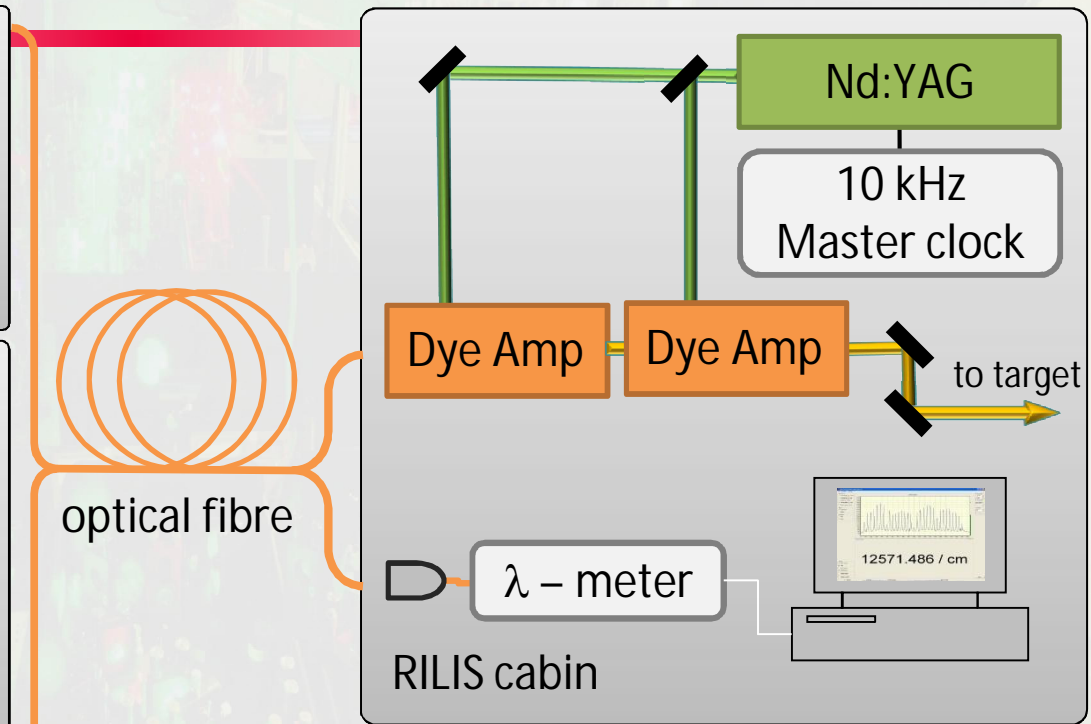 Nd:YAG
10 kHz
Master clock
Dye Amp
Dye Amp
to target
optical fibre
λ – meter
12571.486 / cm
RILIS cabin